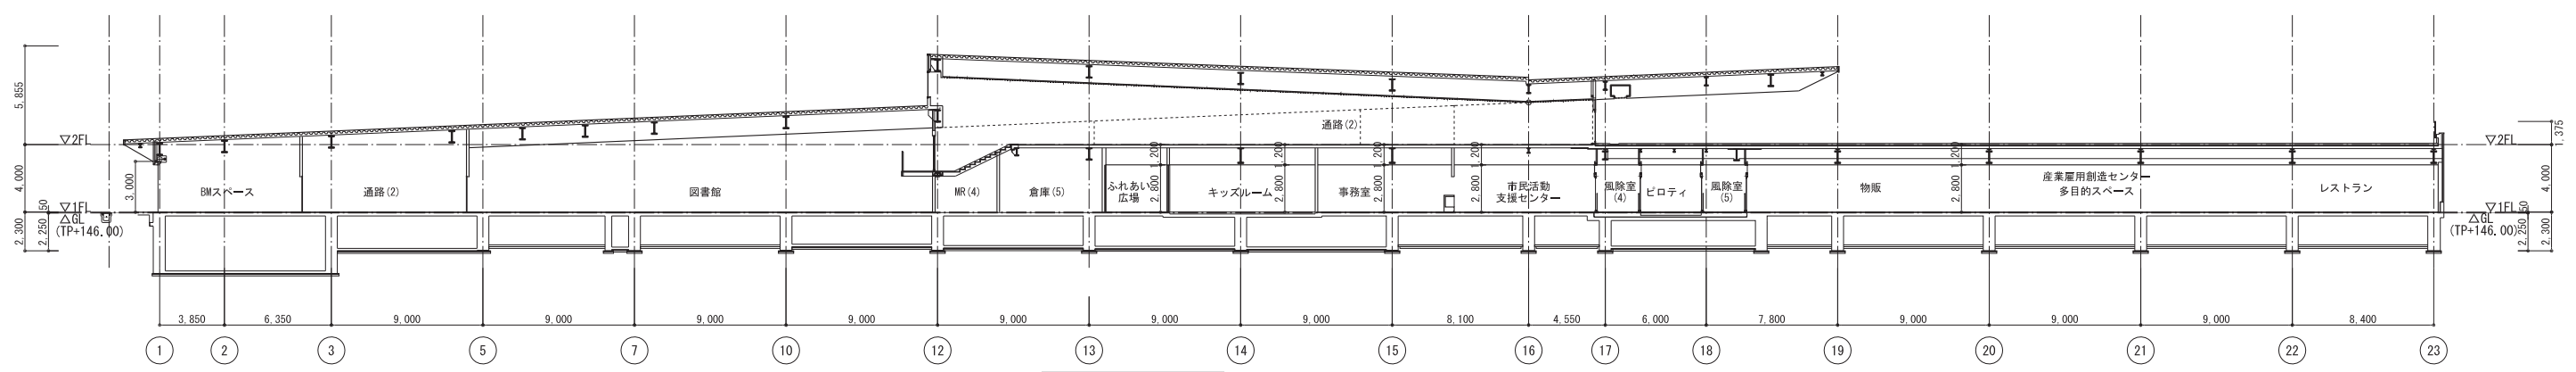 5,855
4,000
2,300
2,250
50
3,000
▽2FL
▽1FL
△GL
(TP+146.00)
BMスペース
通路(2)
図書館
MR(4)
倉庫(5)
ふれあい
広場
1,200
2,800
キッズルーム
1,200
2,800
事務室
1,200
2,800
通路(2)
1,200
2,800
市民活動
支援センター
風除室
(4)
ピロティ
風除室
(5)
物販
1,200
2,800
産業雇用創造センター
多目的スペース
レストラン
▽2FL
▽1FL
△GL
(TP+146.00)
1,375
4,000
50
2,250
2,300
3,850 6,350 9,000 9,000 9,000 9,000 9,000 9,000 9,000 8,100 4,550 6,000 7,800 9,000 9,000 9,000 8,400
1 2 3 5 7 10 12 13 14 15 16 17 18 19 20 21 22 23